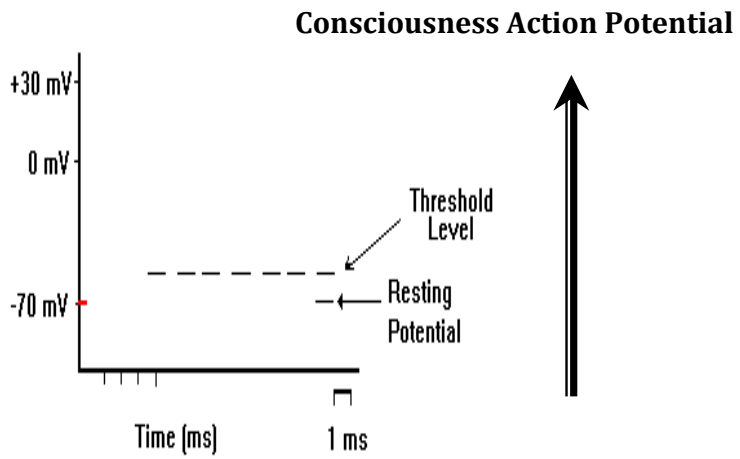 Consciousness Action Potential
+30 mV
0 mV
Threshold
Level
-70 mV
Resting
Potential
Time (ms)
1 ms